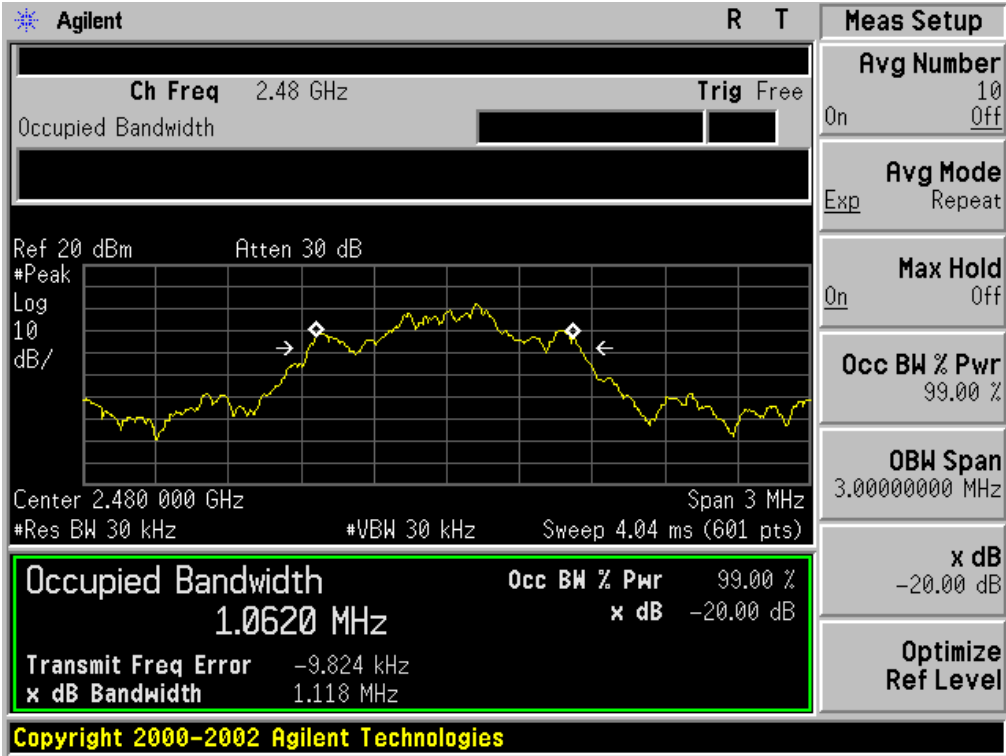 Agilent R T
Ch Freq 2.48 GHz Trig Free
Occupied Bandwidth
Ref 20 dBm Atten 30 dB
#Peak
Log
10
dB/
Center 2.480 000 GHz Span 3 MHz
#Res BW 30 kHz #VBW 30 kHz Sweep 4.04 ms (601 pts)
Occupied Bandwidth Occ BW % Pwr 99.00 %
1.0620 MHz x dB -20.00 dB
Transmit Freq Error -9.824 kHz
x dB Bandwidth 1.118 MHz
Copyright 2000-2002 Agilent Technologies
Meas Setup
Avg Number
10
On Off
Avg Mode
Exp Repeat
Max Hold
On Off
Occ BW % Pwr
99.00 %
OBW Span
3.00000000 MHz
x dB
-20.00 dB
Optimize
Ref Level